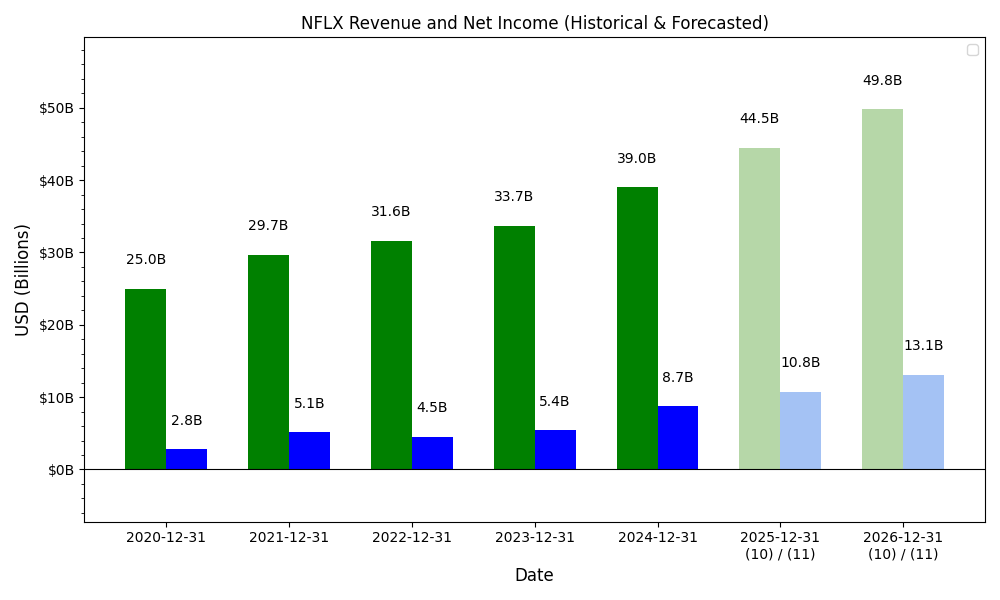 NFLX Revenue and Net Income (Historical & Forecasted)
USD (Billions)
$50B
$40B
$30B
$20B
$10B
$0B
25.0B
2.8B
29.7B
5.1B
31.6B
4.5B
33.7B
5.4B
39.0B
8.7B
44.5B
10.8B
49.8B
13.1B
2020-12-31
2021-12-31
2022-12-31
2023-12-31
2024-12-31
2025-12-31
(10) / (11)
2026-12-31
(10) / (11)
Date